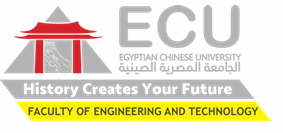 ECU
EGYPTIAN CHINESE UNIVERSITY
الجامعة المصرية الصينية
History Creates Your Future
FACULTY OF ENGINEERING AND TECHNOLOGY